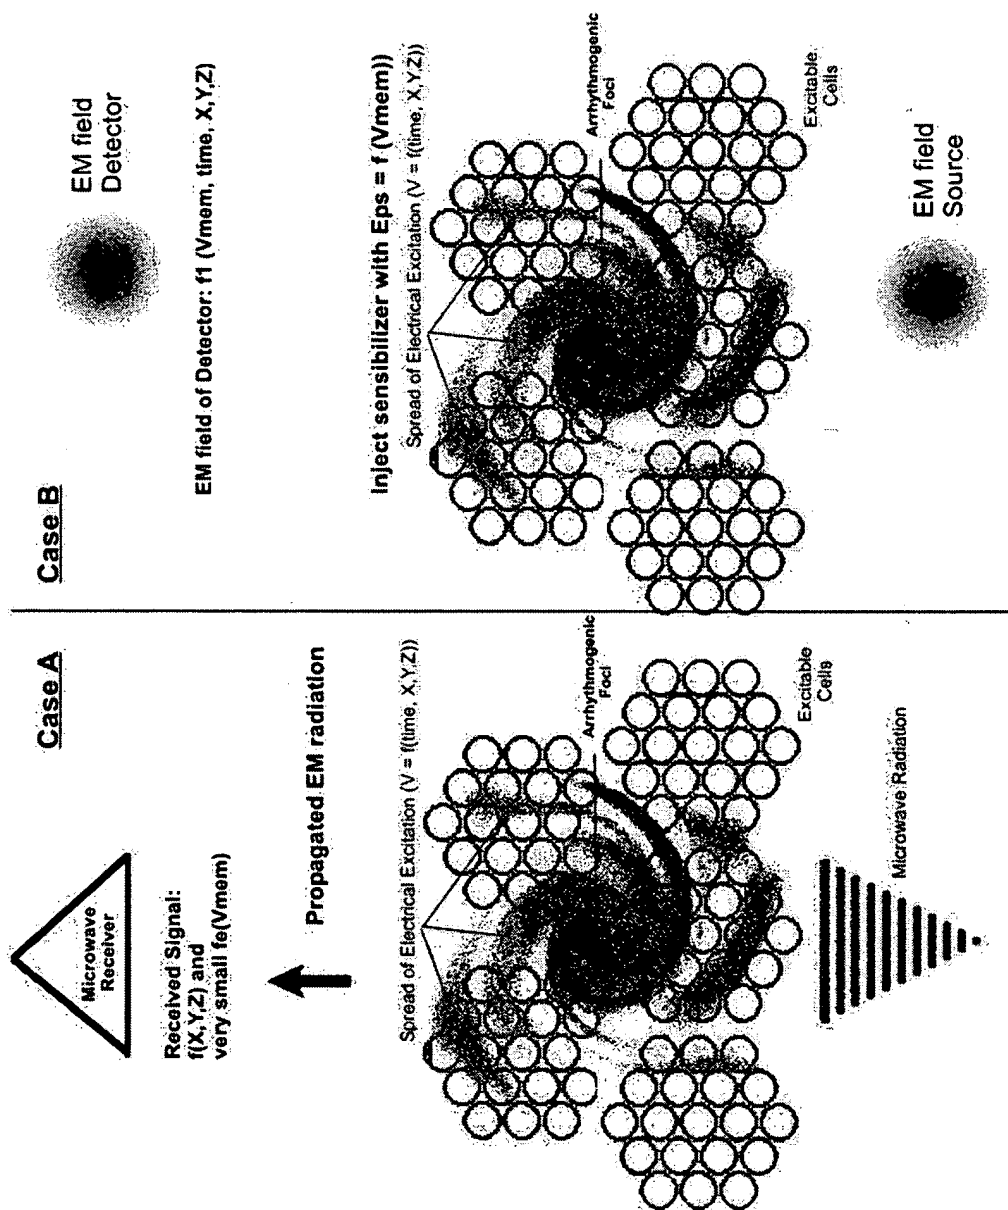 Case A
Microwave
Receiver
Received Signal:
f(X,Y,Z) and
very small fe(Vmem)
Propagated EM radiation
Spread of Electrical Excitation (V = f((time, X,Y,Z))
Arrhythmogenic
Foci
Excitable
Cells
Microwave Radiation
Case B
EM field
Detector
EM field of Detector: f1 (Vmem, time, X,Y,Z)
Inject sensibilizer with Eps = f (Vmem))
Spread of Electrical Excitation (V = f((time, X,Y,Z))
Arrhythmogenic
Foci
Excitable
Cells
EM field
Source